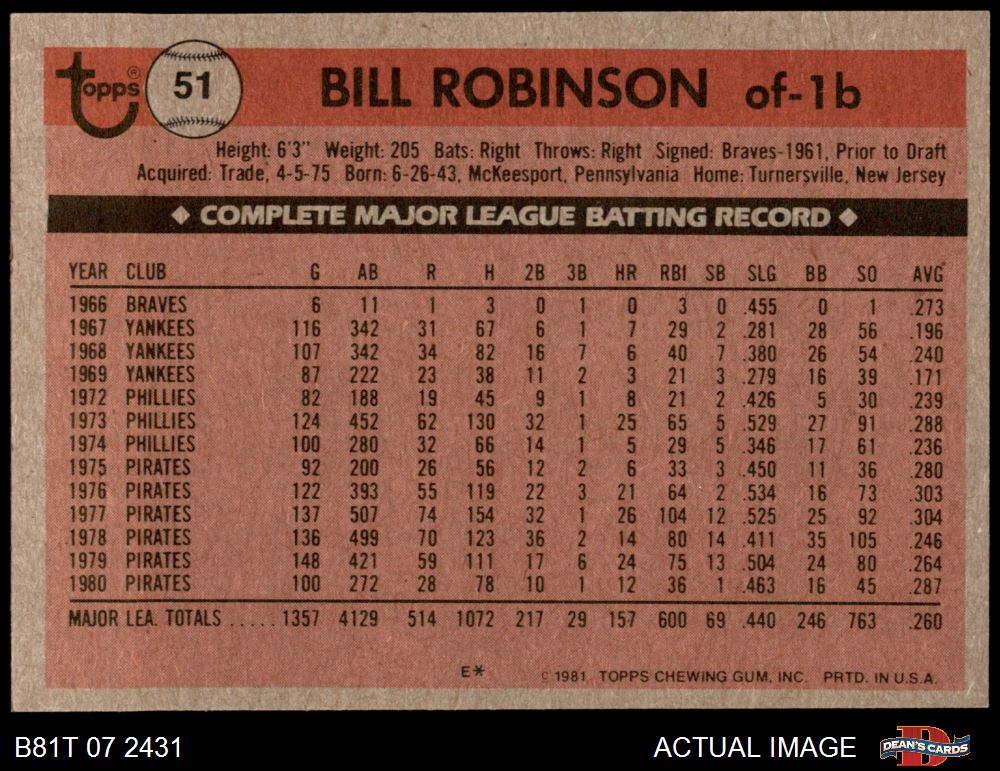 topps® 51 BILL ROBINSON of-1b
Height: 6'3" Weight: 205 Bats: Right Throws: Right Signed: Braves-1961, Prior to Draft
Acquired: Trade, 4-5-75 Born: 6-26-43, McKeesport, Pennsylvania Home: Turnersville, New Jersey
◆ COMPLETE MAJOR LEAGUE BATTING RECORD ◆
YEAR CLUB G AB R H 2B 3B HR RBI SB SLG BB SO AVG
1966 BRAVES 6 11 1 3 0 1 0 3 0 .455 0 1 .273
1967 YANKEES 116 342 31 67 6 1 7 29 2 .281 28 56 .196
1968 YANKEES 107 342 34 82 16 7 6 40 7 .380 26 54 .240
1969 YANKEES 87 222 23 38 11 2 3 21 3 .279 16 39 .171
1972 PHILLIES 82 188 19 45 9 1 8 21 2 .426 5 30 .239
1973 PHILLIES 124 452 62 130 32 1 25 65 5 .529 27 91 .288
1974 PHILLIES 100 280 32 66 14 1 5 29 5 .346 17 61 .236
1975 PIRATES 92 200 26 56 12 2 6 33 3 .450 11 36 .280
1976 PIRATES 122 393 55 119 22 3 21 64 2 .534 16 73 .303
1977 PIRATES 137 507 74 154 32 1 26 104 12 .525 25 92 .304
1978 PIRATES 136 499 70 123 36 2 14 80 14 .411 35 105 .246
1979 PIRATES 148 421 59 111 17 6 24 75 13 .504 24 80 .264
1980 PIRATES 100 272 28 78 10 1 12 36 1 .463 16 45 .287
MAJOR LEA. TOTALS ..... 1357 4129 514 1072 217 29 157 600 69 .440 246 763 .260
E* © 1981 TOPPS CHEWING GUM, INC. PRTD. IN U.S.A.
B81T 07 2431 ACTUAL IMAGE DEAN'S CARDS